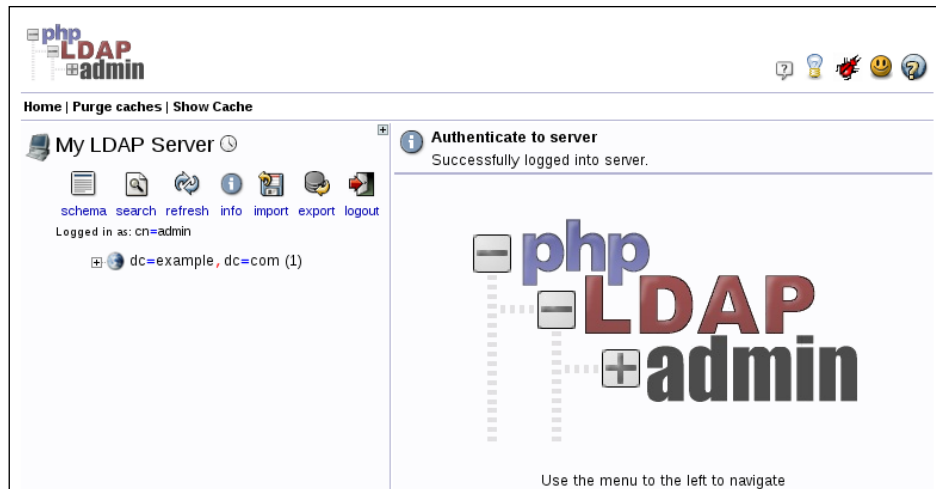 php
LDAP
admin
Home | Purge caches | Show Cache
My LDAP Server
schema search refresh info import export logout
Logged in as: cn=admin
dc=example, dc=com (1)
Authenticate to server
Successfully logged into server.
php
LDAP
admin
Use the menu to the left to navigate